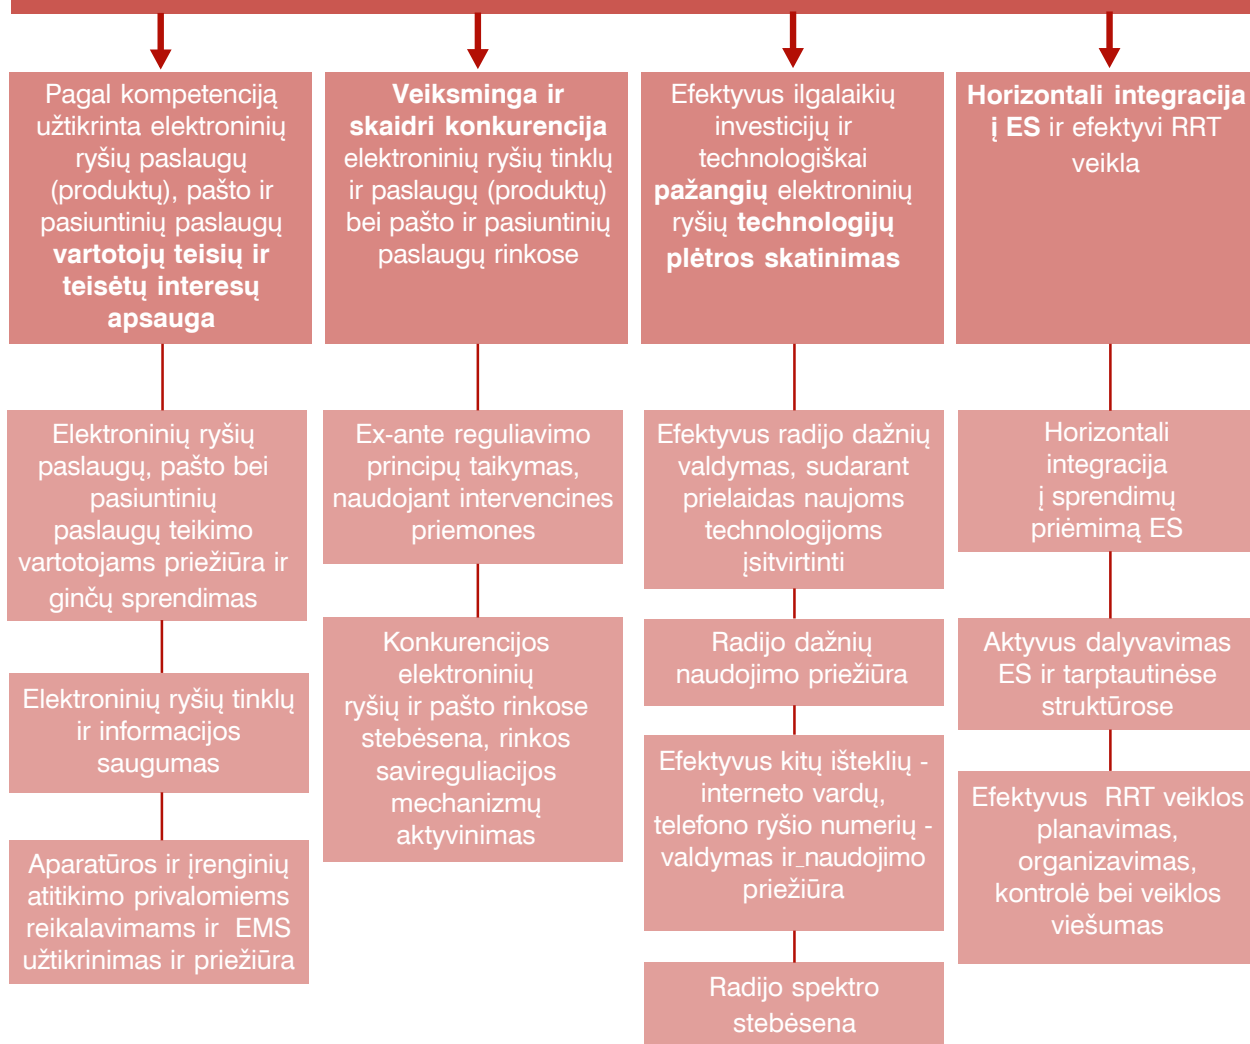 Pagal kompetenciją
užtikrinta elektroninių
ryšių paslaugų
(produktų), pašto ir
pasiuntinių paslaugų
vartotojų teisių ir
teisėtų interesų
apsauga
Veiksminga ir
skaidri konkurencija
elektroninių ryšių tinklų
ir paslaugų (produktų)
bei pašto ir pasiuntinių
paslaugų rinkose
Efektyvus ilgalaikių
investicijų ir
technologiškai
pažangių elektroninių
ryšių technologijų
plėtros skatinimas
Horizontali integracija
į ES ir efektyvi RRT
veikla
Elektroninių ryšių
paslaugų, pašto bei
pasiuntinių
paslaugų teikimo
vartotojams priežiūra ir
ginčų sprendimas
Elektroninių ryšių tinklų
ir informacijos
saugumas
Aparatūros ir įrenginių
atitikimo privalomiems
reikalavimams ir EMS
užtikrinimas ir priežiūra
Ex-ante reguliavimo
principų taikymas,
naudojant intervencines
priemones
Konkurencijos
elektroninių
ryšių ir pašto rinkose
stebėsena, rinkos
savireguliacijos
mechanizmų
aktyvinimas
Efektyvus radijo dažnių
valdymas, sudarant
prielaidas naujoms
technologijoms
įsitvirtinti
Radijo dažnių
naudojimo priežiūra
Efektyvus kitų išteklių -
interneto vardų,
telefono ryšio numerių -
valdymas ir naudojimo
priežiūra
Radijo spektro
stebėsena
Horizontali
integracija
į sprendimų
priėmimą ES
Aktyvus dalyvavimas
ES ir tarptautinėse
struktūrose
Efektyvus RRT veiklos
planavimas,
organizavimas,
kontrolė bei veiklos
viešumas